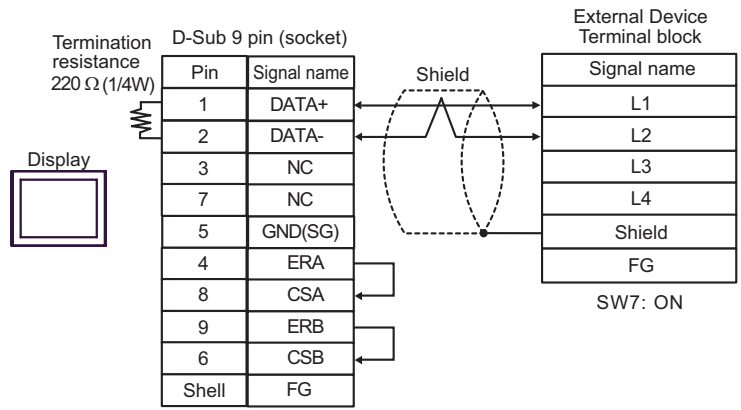 External Device
Terminal block
Termination
resistance
220 Ω (1/4W)
D-Sub 9 pin (socket)
Pin Signal name
Shield
Signal name
1 DATA+
L1
2 DATA-
L2
Display
3 NC
L3
7 NC
L4
5 GND(SG)
Shield
4 ERA
FG
8 CSA
SW7: ON
9 ERB
6 CSB
Shell FG